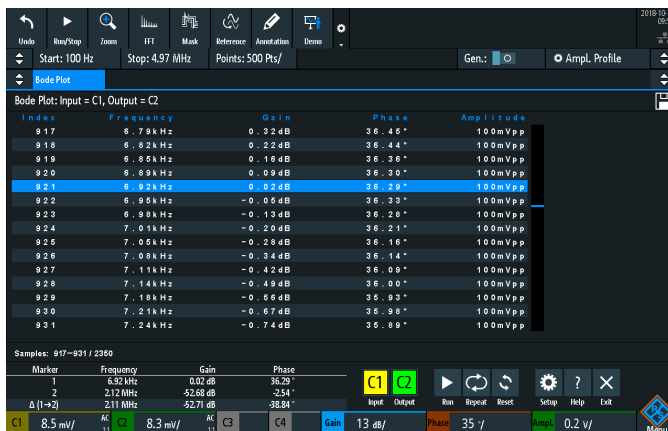 2018-10-
09:5
Undo Run/Stop Zoom FFT Mask Reference Annotation Demo
Start: 100 Hz Stop: 4.97 MHz Points: 500 Pts/ Gen.: Ampl. Profile
Bode Plot
Bode Plot: Input = C1, Output = C2
Index Frequency Gain Phase Amplitude
917 6.79kHz 0.32dB 36.45° 100mVpp
918 6.82kHz 0.22dB 36.44° 100mVpp
919 6.85kHz 0.16dB 36.36° 100mVpp
920 6.89kHz 0.09dB 36.30° 100mVpp
921 6.92kHz 0.02dB 36.29° 100mVpp
922 6.95kHz -0.05dB 36.33° 100mVpp
923 6.98kHz -0.13dB 36.28° 100mVpp
924 7.01kHz -0.20dB 36.21° 100mVpp
925 7.05kHz -0.28dB 36.16° 100mVpp
926 7.08kHz -0.34dB 36.14° 100mVpp
927 7.11kHz -0.42dB 36.09° 100mVpp
928 7.14kHz -0.49dB 36.00° 100mVpp
929 7.18kHz -0.56dB 35.93° 100mVpp
930 7.21kHz -0.67dB 35.98° 100mVpp
931 7.24kHz -0.74dB 35.89° 100mVpp
Samples: 917-931 / 2350
Marker Frequency Gain Phase
1 6.92 kHz 0.02 dB 36.29 °
2 2.12 MHz -52.68 dB -2.54 °
Δ (1→2) 2.11 MHz -52.71 dB -38.84 °
C1 C2
Input Output Run Repeat Reset Setup Help Exit
C1 8.5 mV/ AC C2 8.3 mV/ AC C3 C4 Gain 13 dB/ Phase 35 °/ Ampl. 0.2 V/ Menu